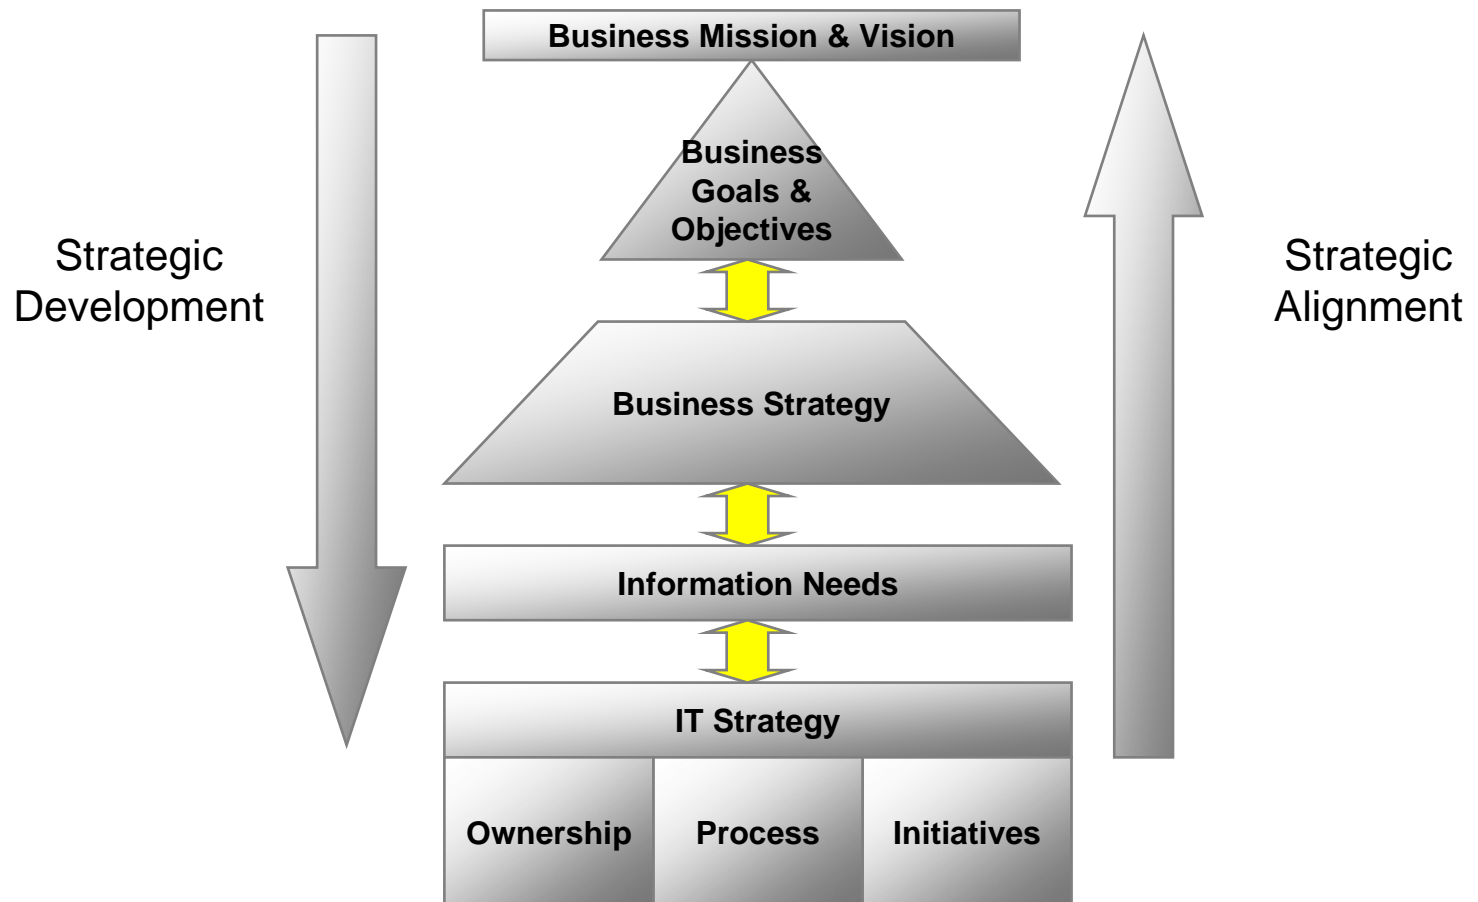 Business Mission & Vision
Business
Goals &
Objectives
Strategic
Development
Strategic
Alignment
Business Strategy
Information Needs
IT Strategy
Ownership
Process
Initiatives